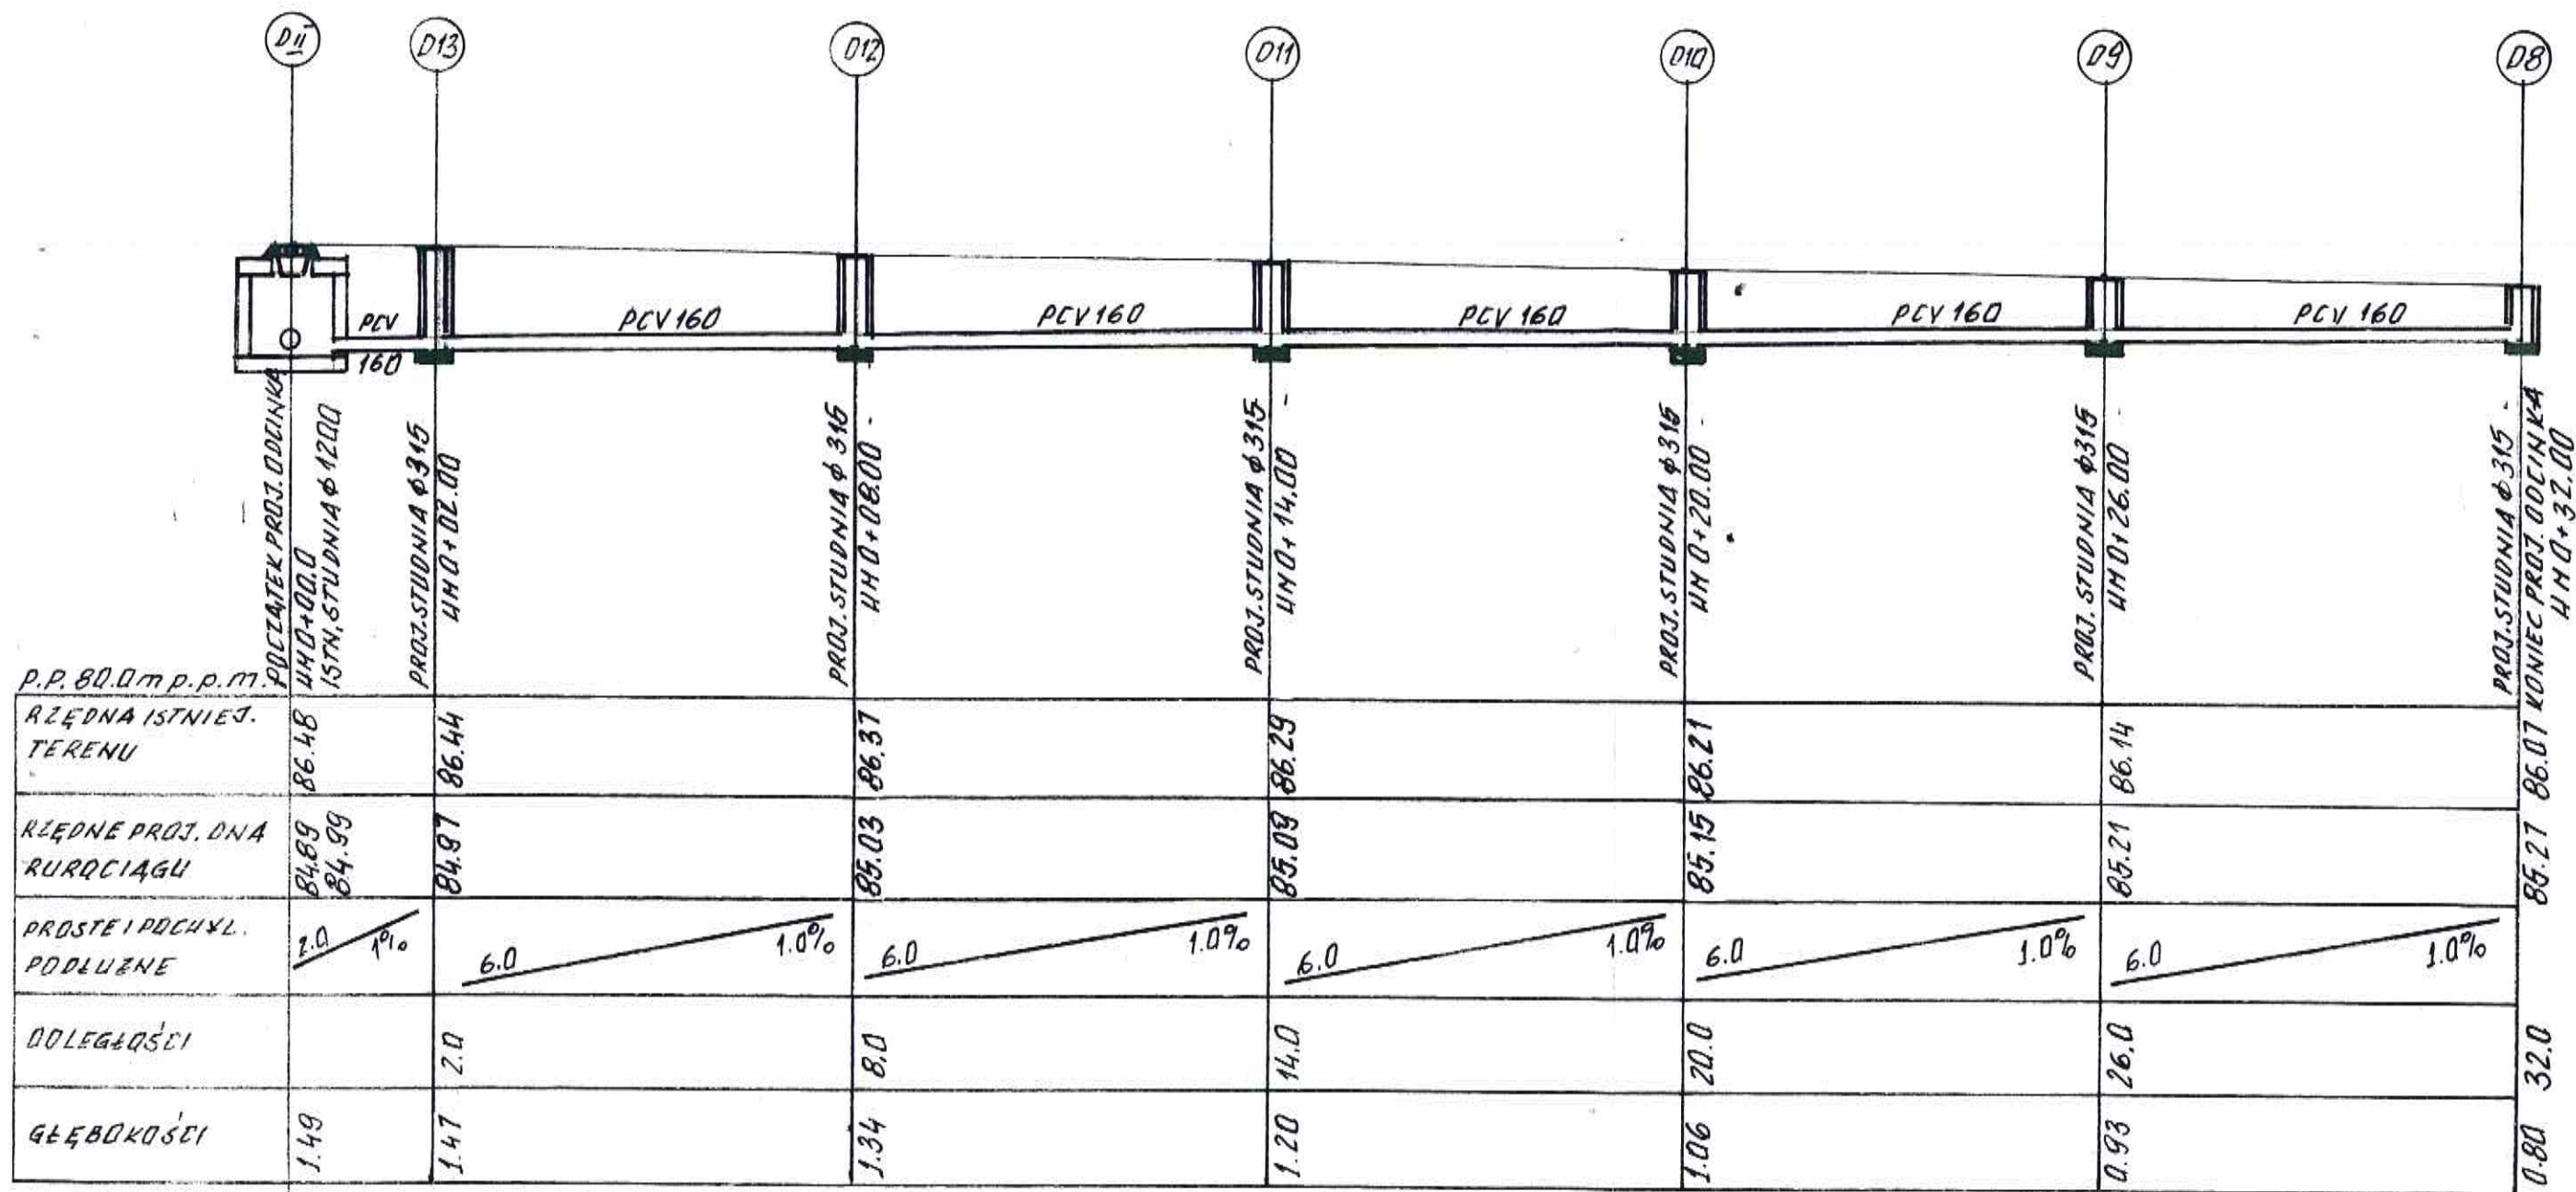 DII
D13
D12
D11
D10
D9
D8
PCV
160
PCV 160
PCV 160
PCV 160
PCV 160
PCV 160
POCZĄTEK PROJ. ODCINKA
HM 0+00.0
ISTN. STUDNIA ϕ 1200
PROJ. STUDNIA ϕ 315
HM 0+02.00
PROJ. STUDNIA ϕ 315
HM 0+08.00
PROJ. STUDNIA ϕ 315
HM 0+14.00
PROJ. STUDNIA ϕ 315
HM 0+20.00
PROJ. STUDNIA ϕ 315
HM 0+26.00
PROJ. STUDNIA ϕ 315
KONIEC PROJ. ODCINKA
HM 0+32.00
P.P. 80.0 m p.p.m.
RZĘDNA ISTNIEJ.
TERENU
86.48
86.44
86.37
86.29
86.21
86.14
86.07
RZĘDNE PROJ. DNA
RUROCIĄGU
84.89
84.99
84.97
85.03
85.09
85.15
85.21
85.27
PROSTE I POCHYL.
PODŁUŻNE
2.0 1%
6.0 1.0%
6.0 1.0%
6.0 1.0%
6.0 1.0%
6.0 1.0%
ODLEGŁOŚCI
2.0
8.0
14.0
20.0
26.0
32.0
GŁĘBOKOŚCI
1.49
1.47
1.34
1.20
1.06
0.93
0.80